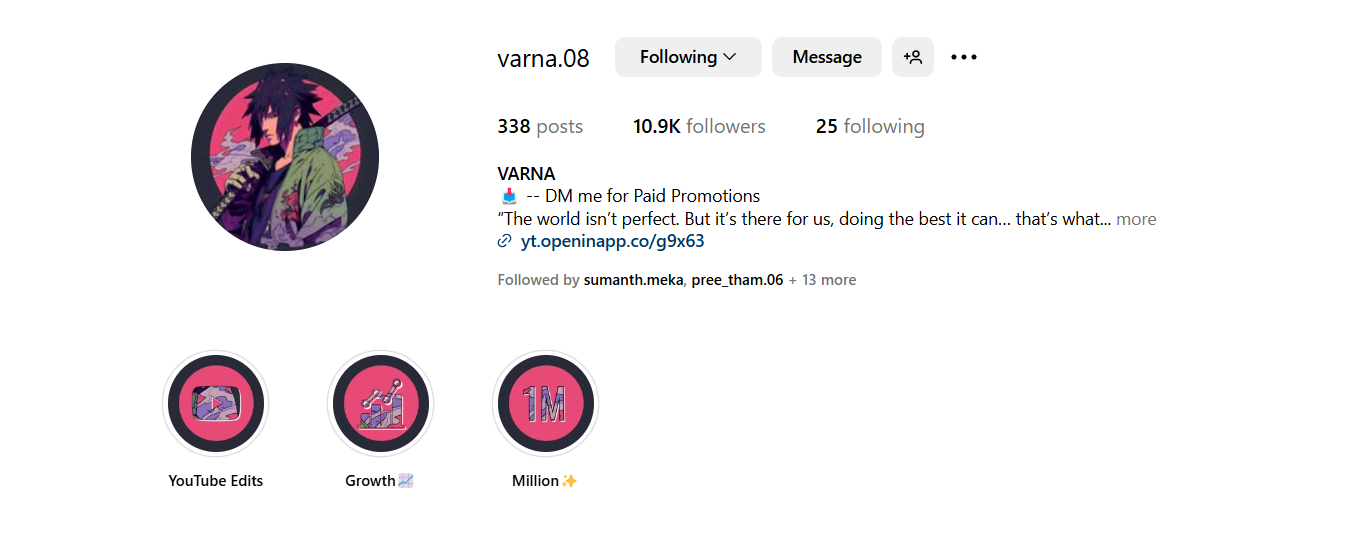 varna.08 Following Message
338 posts 10.9K followers 25 following
VARNA
📥 -- DM me for Paid Promotions
“The world isn’t perfect. But it’s there for us, doing the best it can... that’s what... more
yt.openinapp.co/g9x63
Followed by sumanth.meka, pree_tham.06 + 13 more
1M
YouTube Edits Growth📈 Million✨